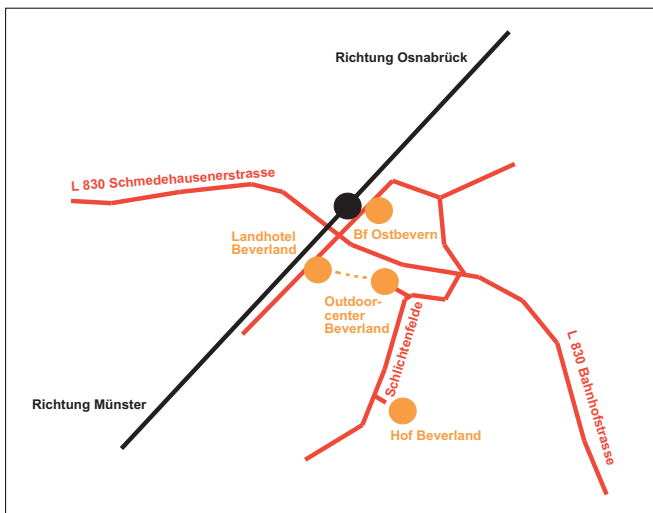 Richtung Osnabrück
L 830 Schmedehausenerstrasse
Landhotel
Beverland
Bf Ostbevern
Outdoor-
center
Beverland
Schlichtenfelde
L 830 Bahnhofstrasse
Richtung Münster
Hof Beverland